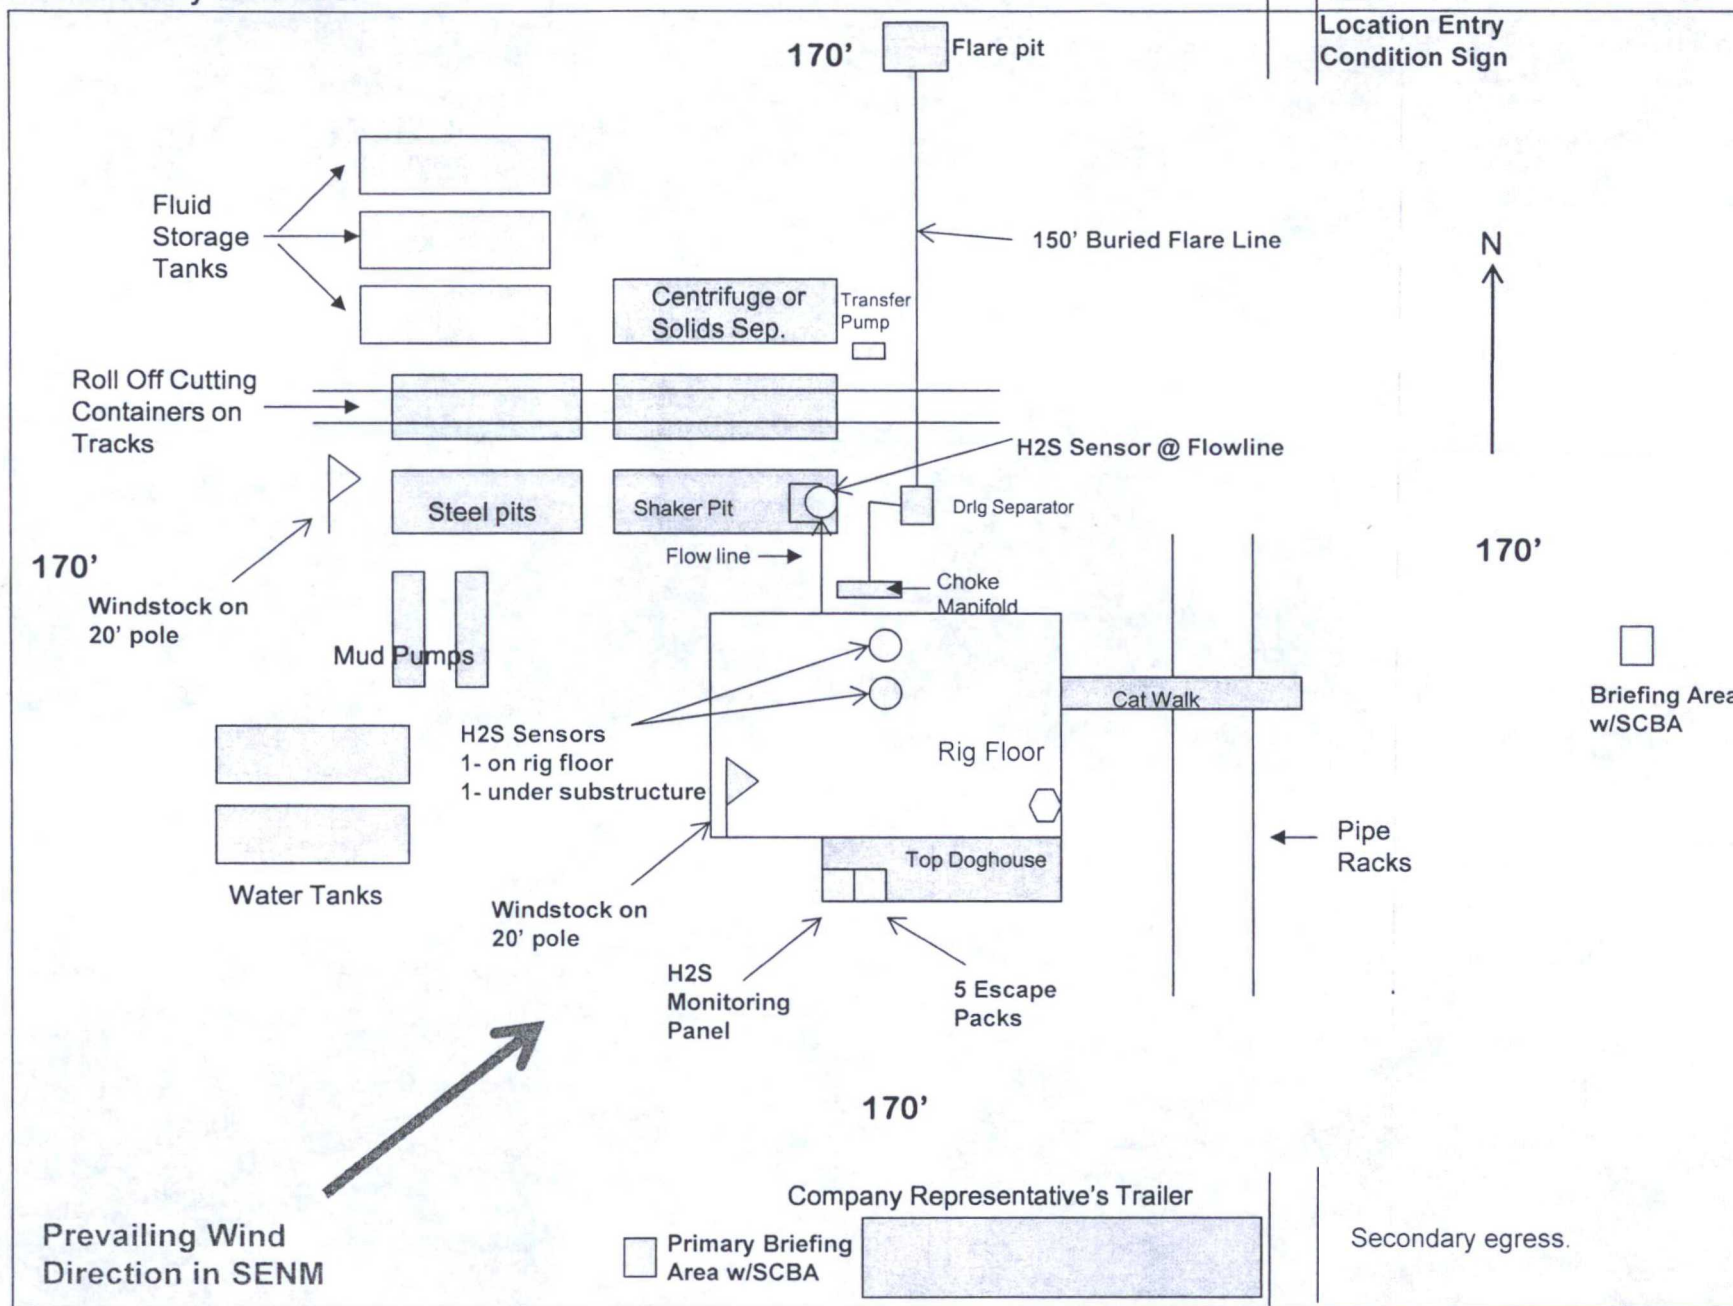 Location Entry
Condition Sign
170'
Flare pit
Fluid
Storage
Tanks
150' Buried Flare Line
N
Centrifuge or
Solids Sep.
Transfer
Pump
Roll Off Cutting
Containers on
Tracks
H2S Sensor @ Flowline
Steel pits
Shaker Pit
Drlg Separator
170'
Flow line
170'
Choke
Manifold
Windstock on
20' pole
Mud Pumps
Cat Walk
Briefing Area
w/SCBA
H2S Sensors
1- on rig floor
1- under substructure
Rig Floor
Pipe
Racks
Top Doghouse
Water Tanks
Windstock on
20' pole
H2S
Monitoring
Panel
5 Escape
Packs
170'
Company Representative's Trailer
Prevailing Wind
Direction in SENM
Primary Briefing
Area w/SCBA
Secondary egress.